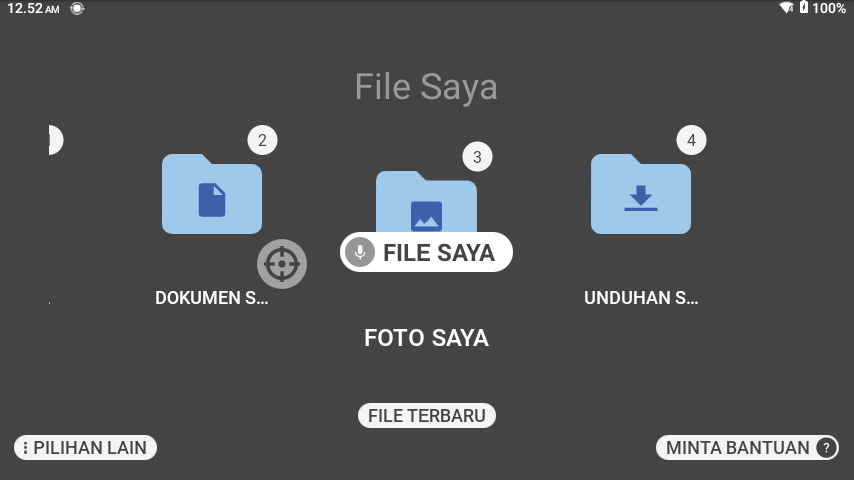 12.52 AM
100%
File Saya
2
3
4
FILE SAYA
DOKUMEN S...
UNDUHAN S...
FOTO SAYA
FILE TERBARU
PILIHAN LAIN
MINTA BANTUAN ?